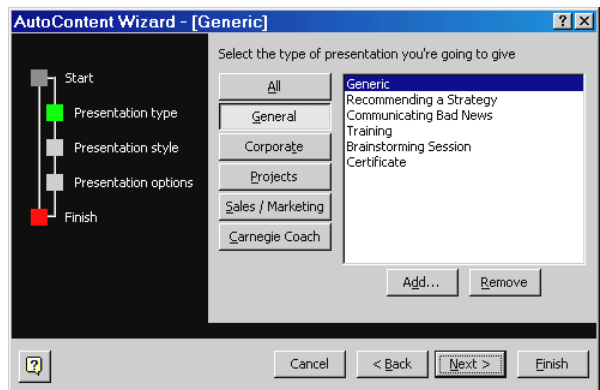 AutoContent Wizard - [Generic]
Select the type of presentation you're going to give
Start
Presentation type
Presentation style
Presentation options
Finish
All
General
Corporate
Projects
Sales / Marketing
Carnegie Coach
Generic
Recommending a Strategy
Communicating Bad News
Training
Brainstorming Session
Certificate
Add...
Remove
Cancel
< Back
Next >
Finish